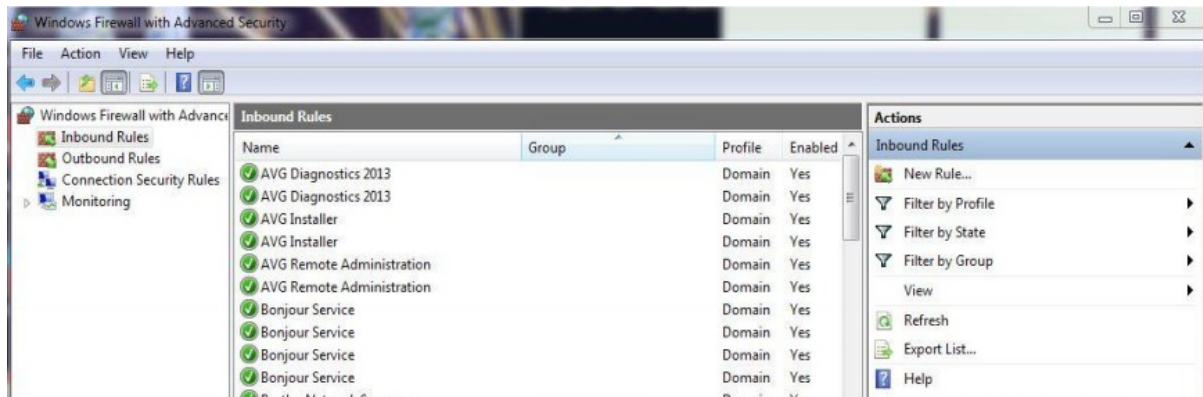 Windows Firewall with Advanced Security
File Action View Help
Windows Firewall with Advance
Inbound Rules
Outbound Rules
Connection Security Rules
Monitoring
Inbound Rules
Name Group Profile Enabled
AVG Diagnostics 2013 Domain Yes
AVG Diagnostics 2013 Domain Yes
AVG Installer Domain Yes
AVG Installer Domain Yes
AVG Remote Administration Domain Yes
AVG Remote Administration Domain Yes
Bonjour Service Domain Yes
Bonjour Service Domain Yes
Bonjour Service Domain Yes
Bonjour Service Domain Yes
Actions
Inbound Rules
New Rule...
Filter by Profile
Filter by State
Filter by Group
View
Refresh
Export List...
Help